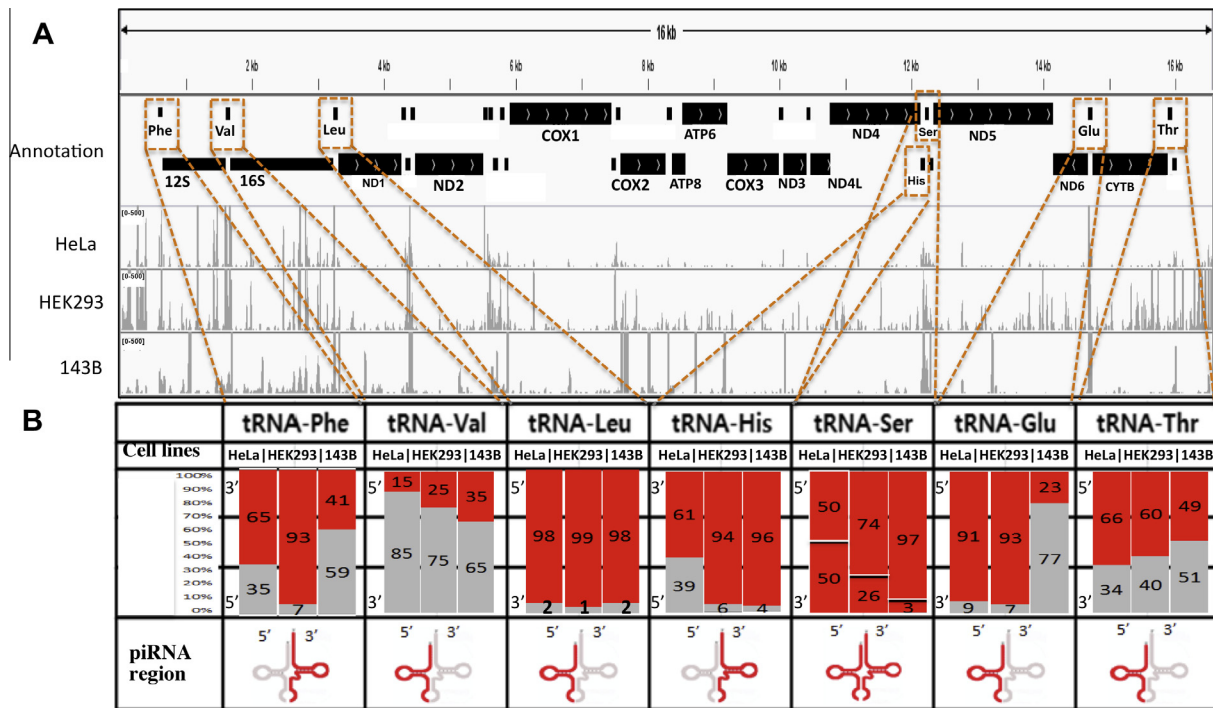 A
16 kb
2 kb 4 kb 6 kb 8 kb 10 kb 12 kb 14 kb 16 kb
Annotation
Phe Val Leu COX1 ATP6 ND4 Ser ND5 Glu Thr
12S 16S ND1 ND2 COX2 ATP8 COX3 ND3 ND4L His ND6 CYTB
[0-500]
HeLa
[0-500]
HEK293
[0-500]
143B
B
tRNA-Phe tRNA-Val tRNA-Leu tRNA-His tRNA-Ser tRNA-Glu tRNA-Thr
Cell lines
HeLa|HEK293|143B HeLa|HEK293|143B HeLa|HEK293|143B HeLa|HEK293|143B HeLa|HEK293|143B HeLa|HEK293|143B HeLa|HEK293|143B
100%
90%
80%
70%
60%
50%
40%
30%
20%
10%
0%
3’ 65 93 41
35 7 59 5’
5’ 15 25 35
85 75 65 3’
5’ 98 99 98
2 1 2 3’
3’ 61 94 96
39 6 4 5’
5’ 50 74 97
50 26 3 3’
5’ 91 93 23
9 7 77 3’
5’ 66 60 49
34 40 51 3’
piRNA
region
5’ 3’ 5’ 3’ 5’ 3’ 5’ 3’ 5’ 3’ 5’ 3’ 5’ 3’